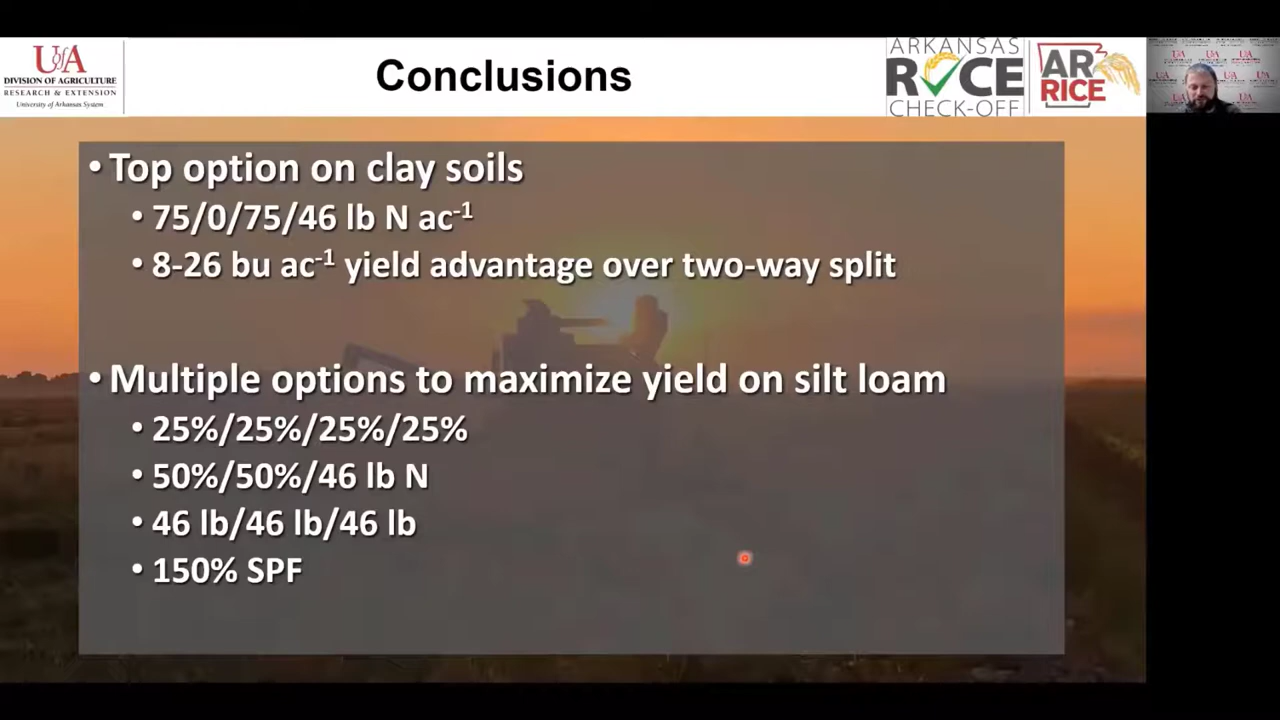 UofA
DIVISION OF AGRICULTURE
RESEARCH & EXTENSION
University of Arkansas System
Conclusions
ARKANSAS
RICE
CHECK-OFF
AR
RICE
• Top option on clay soils
• 75/0/75/46 lb N ac-1
• 8-26 bu ac-1 yield advantage over two-way split
• Multiple options to maximize yield on silt loam
• 25%/25%/25%/25%
• 50%/50%/46 lb N
• 46 lb/46 lb/46 lb
• 150% SPF